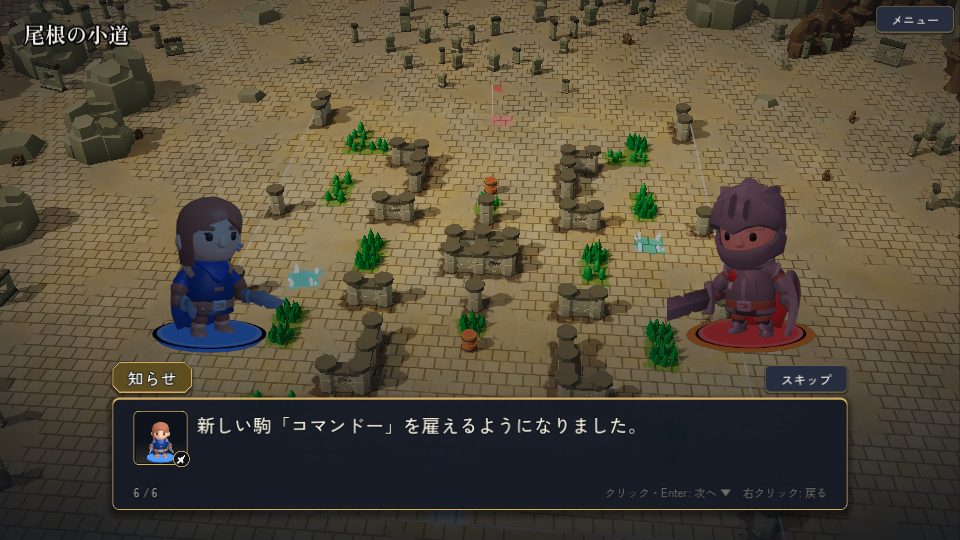 尾根の小道
メニュー
知らせ
スキップ
新しい駒「コマンドー」を雇えるようになりました。
6 / 6
クリック・Enter: 次へ ▼ 右クリック: 戻る